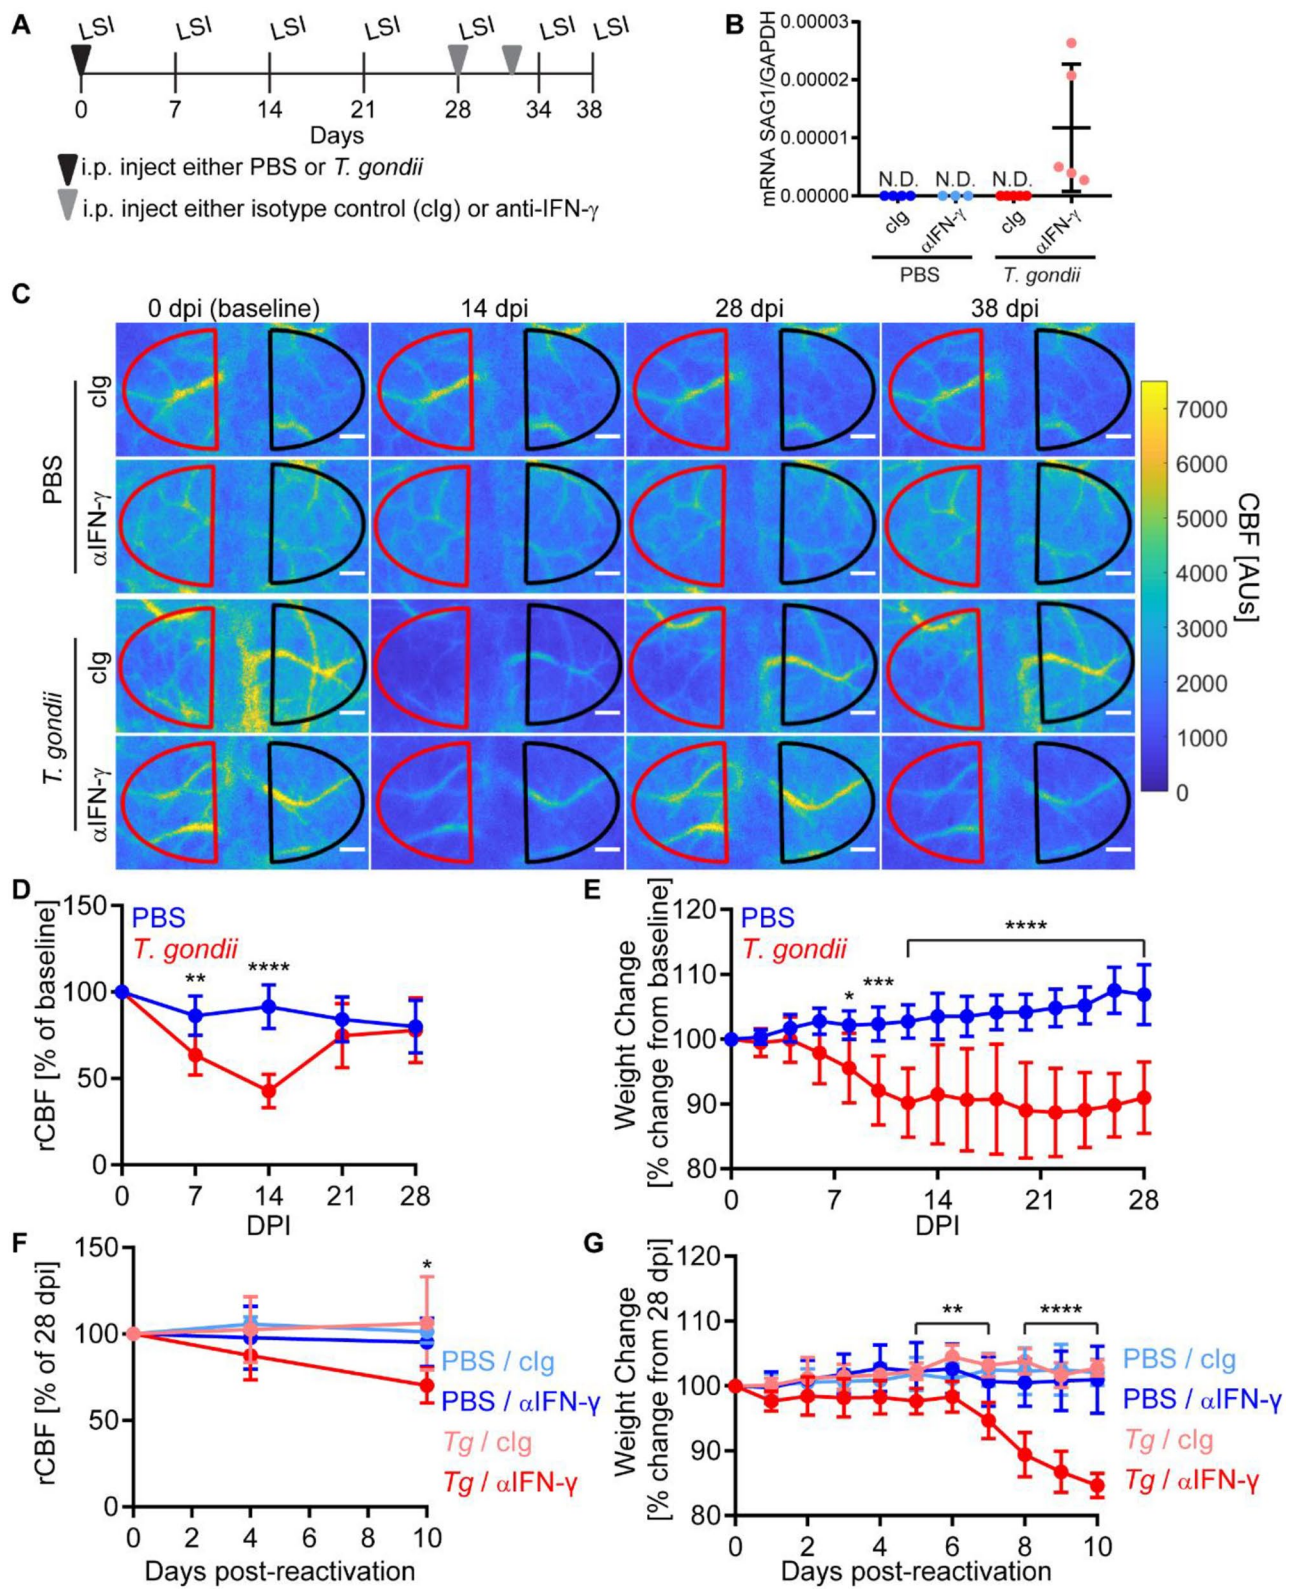 A
LSI LSI LSI LSI LSI LSI LSI
0 7 14 21 28 34 38
Days
i.p. inject either PBS or T. gondii
i.p. inject either isotype control (cIg) or anti-IFN-γ
B
mRNA SAG1/GAPDH
0.00003
0.00002
0.00001
0.00000
N.D. N.D. N.D.
cIg αIFN-γ cIg αIFN-γ
PBS T. gondii
C
0 dpi (baseline) 14 dpi 28 dpi 38 dpi
PBS
cIg
αIFN-γ
T. gondii
cIg
αIFN-γ
7000
6000
5000
4000
3000
2000
1000
0
CBF [AUs]
D
rCBF [% of baseline]
150
100
50
0
PBS
T. gondii
** ****
0 7 14 21 28
DPI
E
Weight Change
[% change from baseline]
120
110
100
90
80
PBS
T. gondii
* *** ****
0 7 14 21 28
DPI
F
rCBF [% of 28 dpi]
150
100
50
0
*
PBS / cIg
PBS / αIFN-γ
Tg / cIg
Tg / αIFN-γ
0 2 4 6 8 10
Days post-reactivation
G
Weight Change
[% change from 28 dpi]
120
110
100
90
80
** ****
PBS / cIg
PBS / αIFN-γ
Tg / cIg
Tg / αIFN-γ
0 2 4 6 8 10
Days post-reactivation